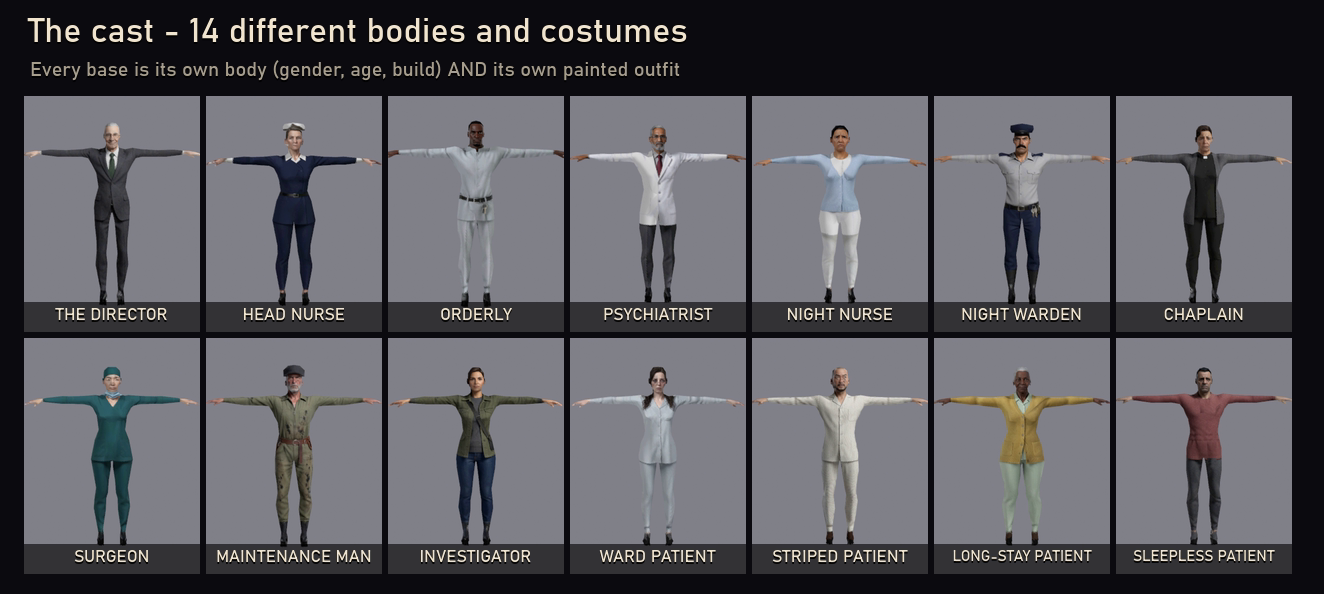 The cast - 14 different bodies and costumes
Every base is its own body (gender, age, build) AND its own painted outfit
THE DIRECTOR
HEAD NURSE
ORDERLY
PSYCHIATRIST
NIGHT NURSE
NIGHT WARDEN
CHAPLAIN
SURGEON
MAINTENANCE MAN
INVESTIGATOR
WARD PATIENT
STRIPED PATIENT
LONG-STAY PATIENT
SLEEPLESS PATIENT